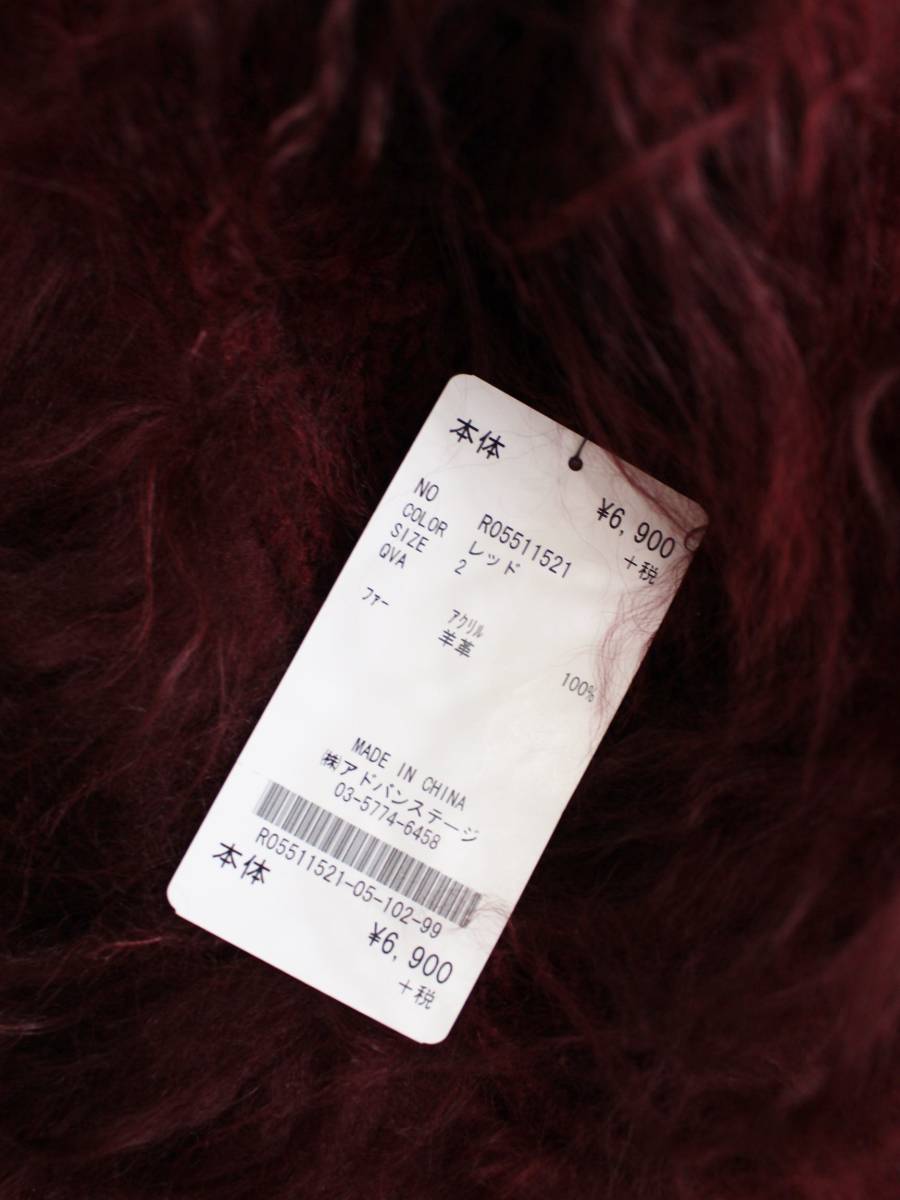 本体 ¥6,900
+税
NO R05511521
COLOR レッド
SIZE 2
QVA
ファー アクリル 100%
羊革
MADE IN CHINA
㈱アドバンステージ
03-5774-6458
R05511521-05-102-99
本体 ¥6,900
+税